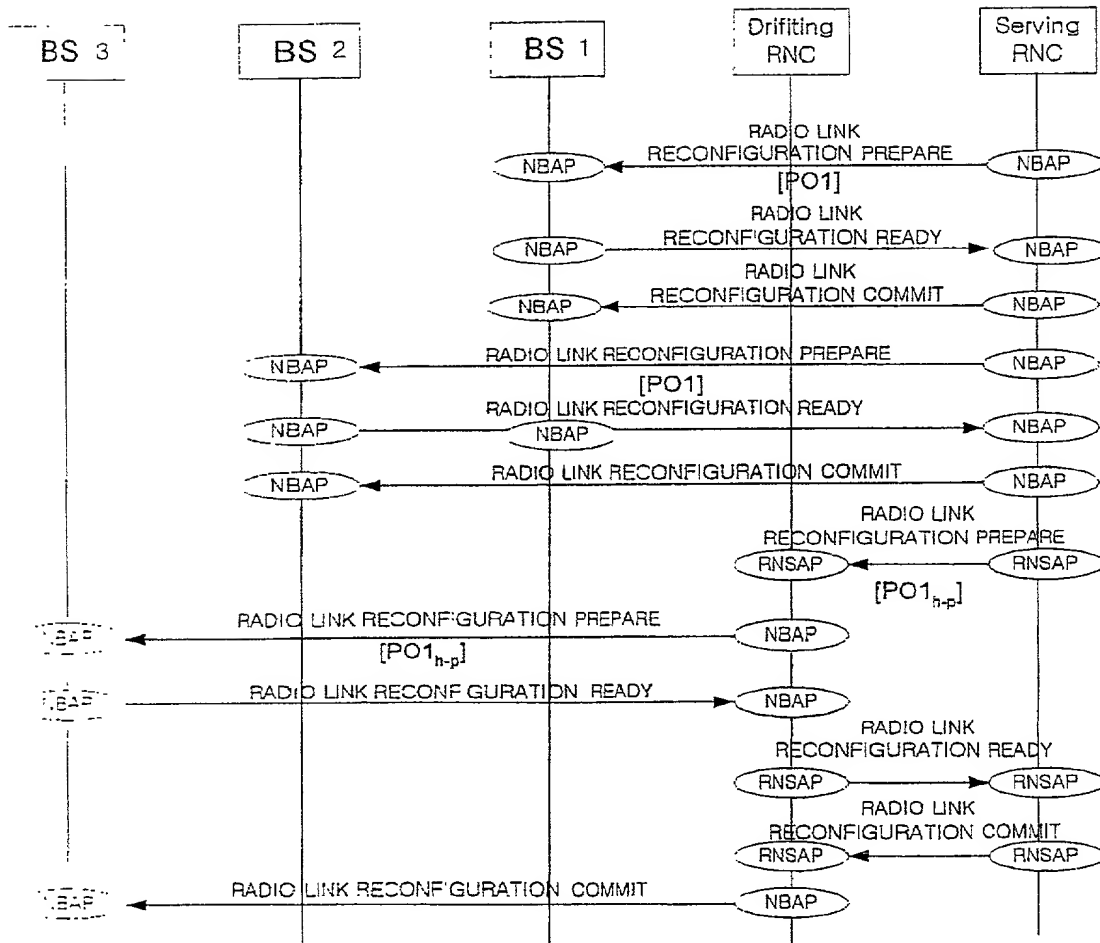 BS 3
BS 2
BS 1
Drifiting
RNC
Serving
RNC
RADIO LINK
RECONFIGURATION PREPARE
NBAP
NBAP
[PO1]
RADIO LINK
RECONFIGURATION READY
NBAP
NBAP
RADIO LINK
RECONFIGURATION COMMIT
NBAP
NBAP
RADIO LINK RECONFIGURATION PREPARE
NBAP
NBAP
[PO1]
RADIO LINK RECONFIGURATION READY
NBAP
NBAP
NBAP
RADIO LINK RECONFIGURATION COMMIT
NBAP
NBAP
RADIO LINK
RECONFIGURATION PREPARE
RNSAP
RNSAP
[PO1h-p]
RADIO LINK RECONFIGURATION PREPARE
NBAP
[PO1h-p]
RADIO LINK RECONF GURATION READY
NBAP
RADIO LINK
RECONFIGURATION READY
RNSAP
RNSAP
RADIO LINK
RECONFIGURATION COMMIT
RNSAP
RNSAP
RADIO LINK RECONFIGURATION COMMIT
NBAP